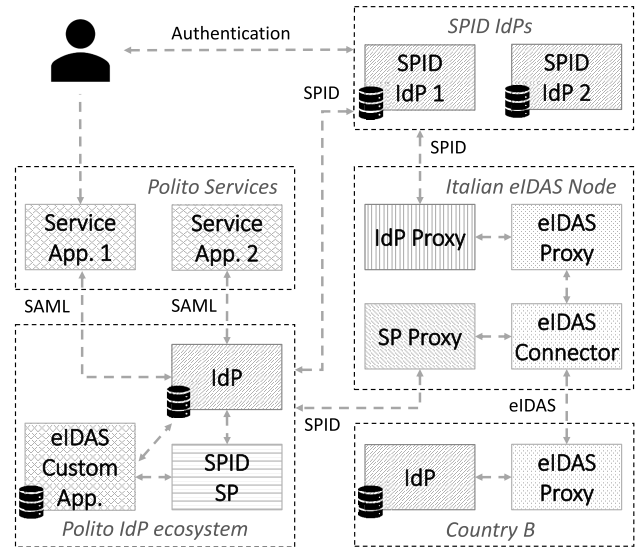 Authentication
SPID IdPs
SPID
IdP 1
SPID
IdP 2
SPID
SPID
Polito Services
Service
App. 1
Service
App. 2
Italian eIDAS Node
IdP Proxy
eIDAS
Proxy
SP Proxy
eIDAS
Connector
SAML
SAML
IdP
eIDAS
Custom
App.
SPID
SP
Polito IdP ecosystem
SPID
eIDAS
IdP
eIDAS
Proxy
Country B